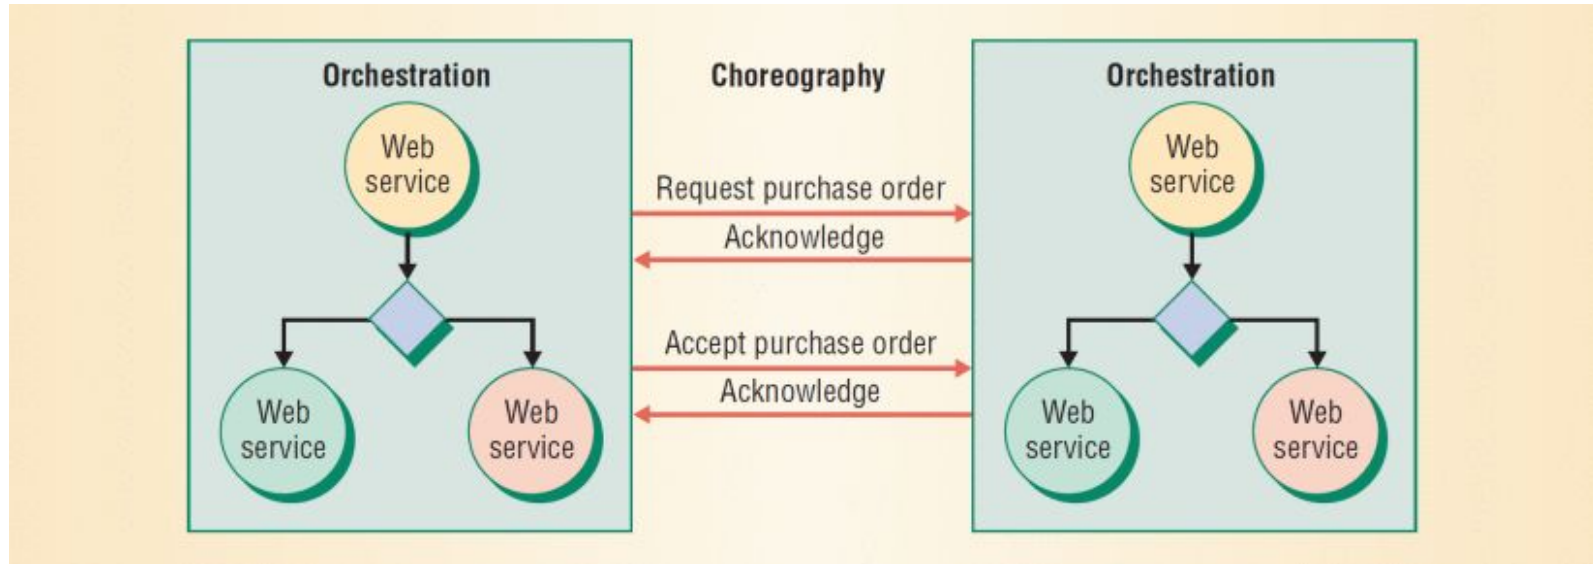 Orchestration
Choreography
Orchestration
Web
service
Web
service
Request purchase order
Acknowledge
Accept purchase order
Acknowledge
Web
service
Web
service
Web
service
Web
service